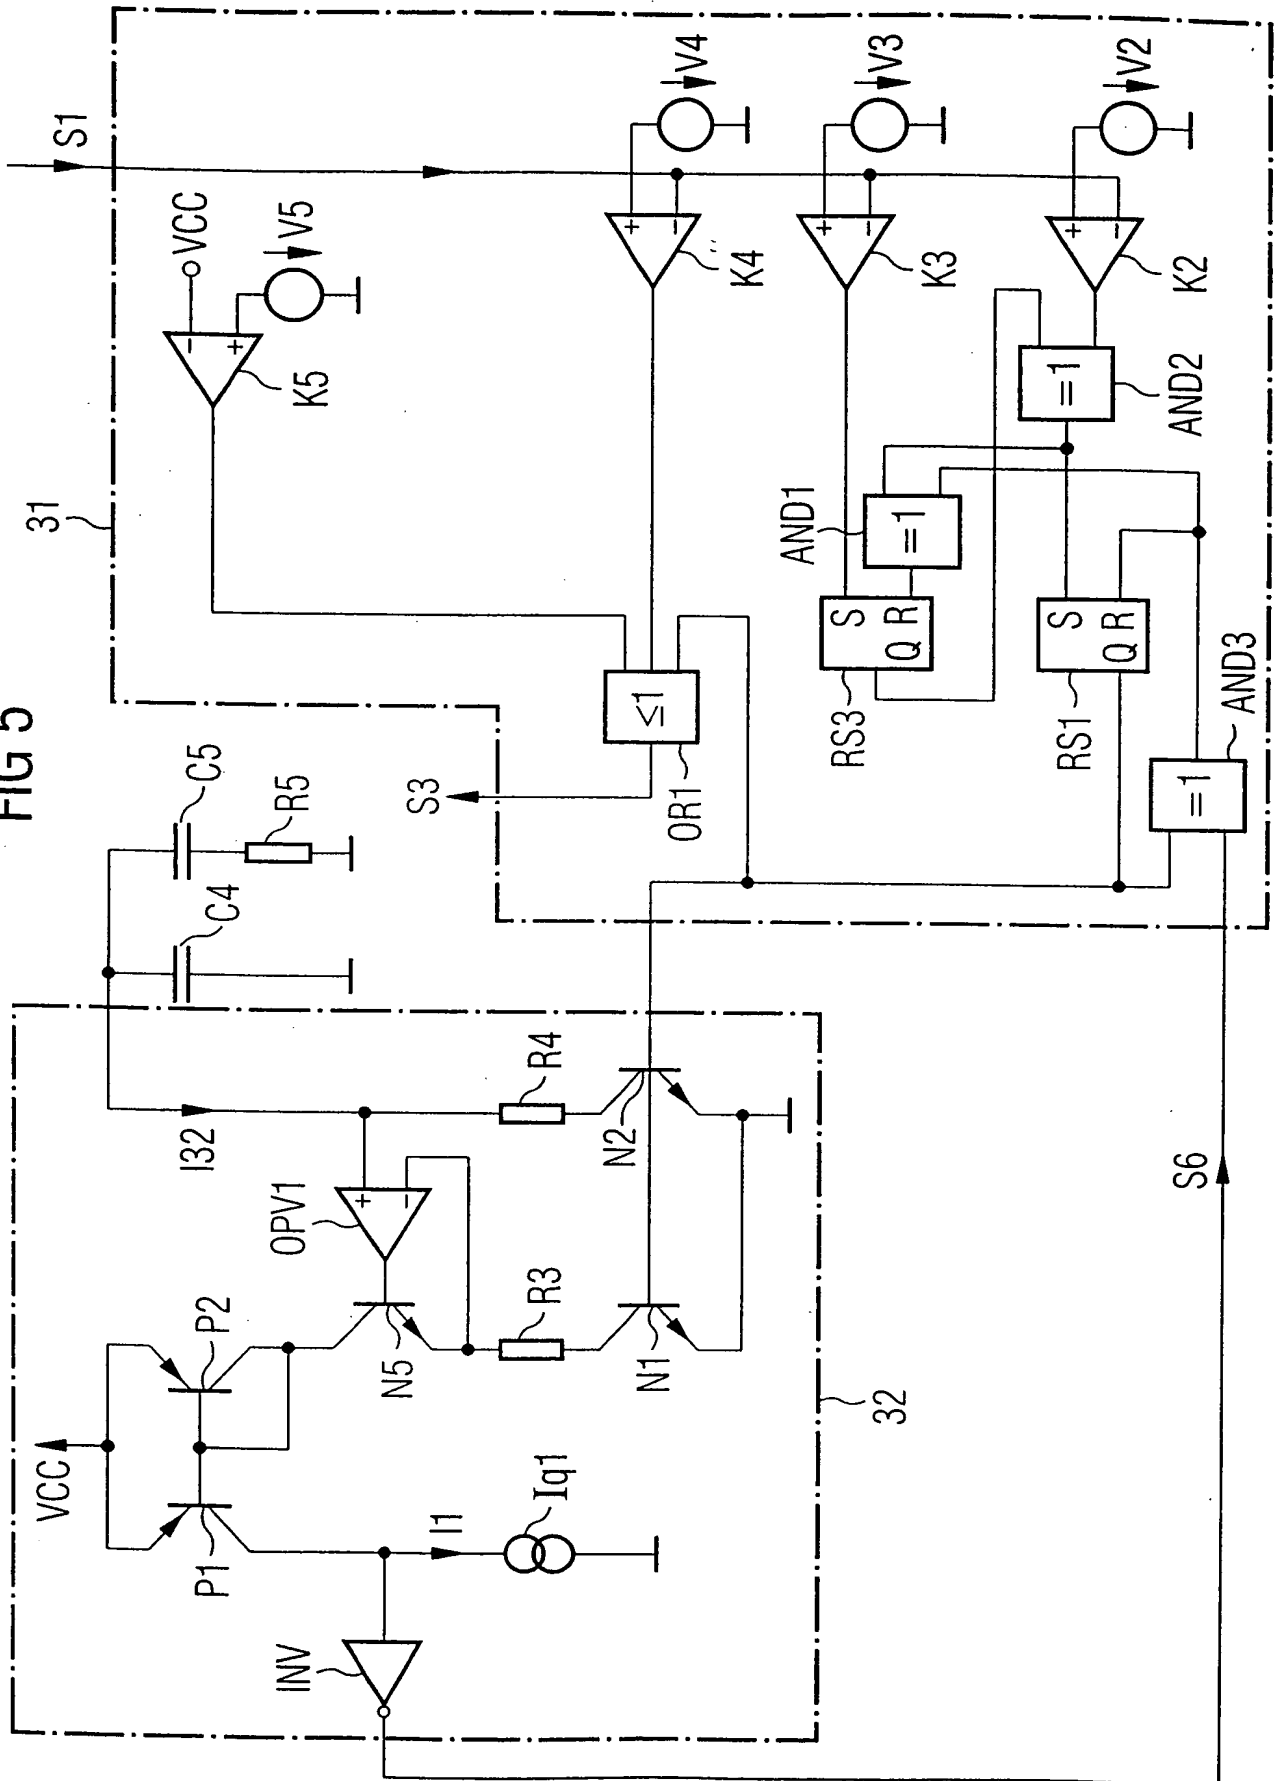 FIG 5
31
S1
VCC
V5
K5
V4
K4
V3
K3
V2
K2
=1
AND2
AND1
=1
S
Q R
RS3
S
Q R
RS1
=1
AND3
≤1
OR1
S3
C5
R5
C4
VCC
P2
P1
I32
OPV1
+
−
N5
R3
R4
N2
N1
I1
Iq1
INV
32
S6
−
+
+
−
+
−
+
−